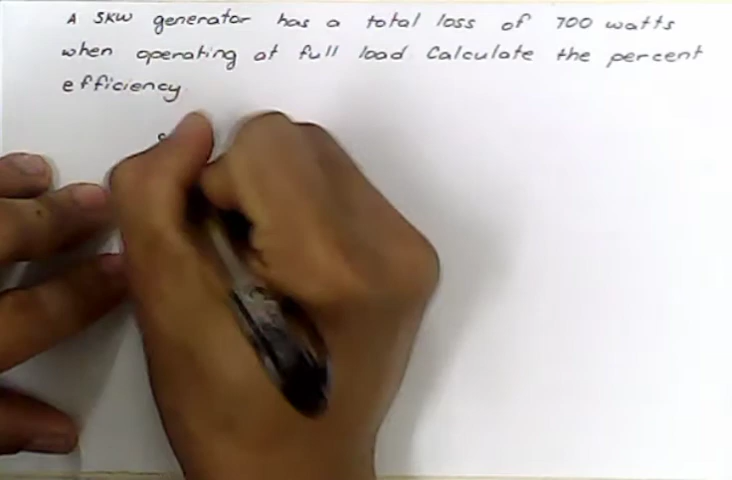 A 5KW generator has a total loss of 700 watts
when operating at full load Calculate the percent
efficiency